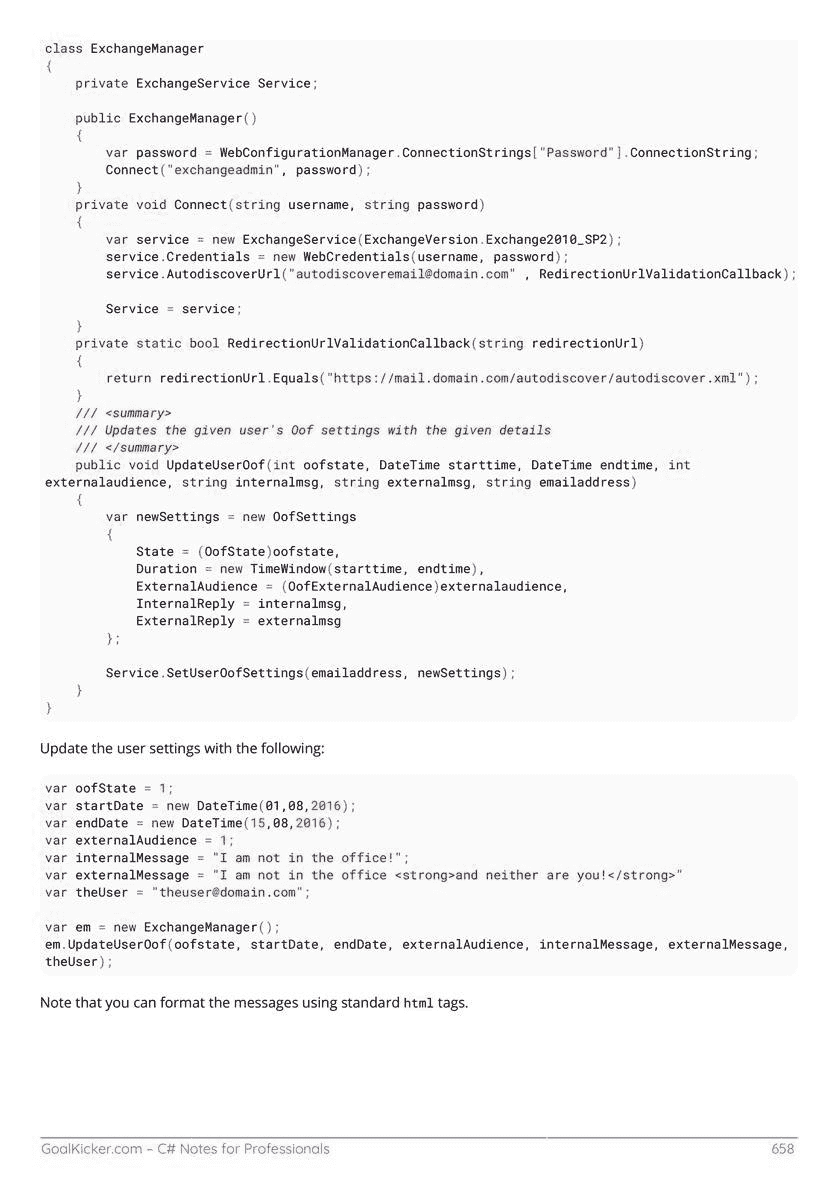 class ExchangeManager
{
    private ExchangeService Service;

    public ExchangeManager()
    {
        var password = WebConfigurationManager.ConnectionStrings["Password"].ConnectionString;
        Connect("exchangeadmin", password);
    }
    private void Connect(string username, string password)
    {
        var service = new ExchangeService(ExchangeVersion.Exchange2010_SP2);
        service.Credentials = new WebCredentials(username, password);
        service.AutodiscoverUrl("autodiscoveremail@domain.com" , RedirectionUrlValidationCallback);

        Service = service;
    }
    private static bool RedirectionUrlValidationCallback(string redirectionUrl)
    {
        return redirectionUrl.Equals("https://mail.domain.com/autodiscover/autodiscover.xml");
    }
    /// <summary>
    /// Updates the given user's Oof settings with the given details
    /// </summary>
    public void UpdateUserOof(int oofstate, DateTime starttime, DateTime endtime, int
externalaudience, string internalmsg, string externalmsg, string emailaddress)
    {
        var newSettings = new OofSettings
        {
            State = (OofState)oofstate,
            Duration = new TimeWindow(starttime, endtime),
            ExternalAudience = (OofExternalAudience)externalaudience,
            InternalReply = internalmsg,
            ExternalReply = externalmsg
        };

        Service.SetUserOofSettings(emailaddress, newSettings);
    }
}
Update the user settings with the following:
var oofState = 1;
var startDate = new DateTime(01,08,2016);
var endDate = new DateTime(15,08,2016);
var externalAudience = 1;
var internalMessage = "I am not in the office!";
var externalMessage = "I am not in the office <strong>and neither are you!</strong>"
var theUser = "theuser@domain.com";

var em = new ExchangeManager();
em.UpdateUserOof(oofstate, startDate, endDate, externalAudience, internalMessage, externalMessage,
theUser);
Note that you can format the messages using standard html tags.
GoalKicker.com – C# Notes for Professionals
658